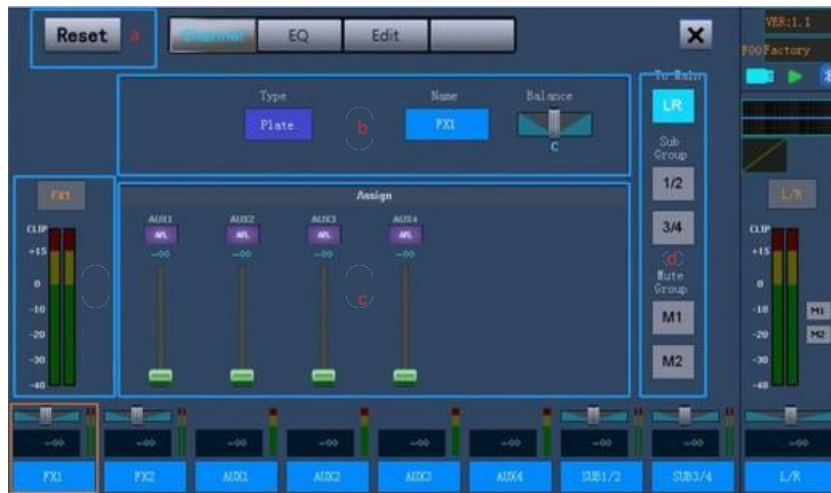 Reset a Channel EQ Edit X VER:1.1
F00Factory
Type Name Balance To Main
Plate b FX1 LR
C
Sub
Group
1/2
FX1 Assign L/R
AUX1 AUX2 AUX3 AUX4
AFL AFL AFL AFL 3/4
CLIP CLIP
+15 -∞ -∞ -∞ -∞ d +15
Mute
Group
0 c 0
-10 M1 -10 M1
-20 -20 M2
-30 M2 -30
-40 -40
-∞ -∞ -∞ -∞ -∞ -∞ -∞ -∞ -∞
FX1 FX2 AUX1 AUX2 AUX3 AUX4 SUB1/2 SUB3/4 L/R